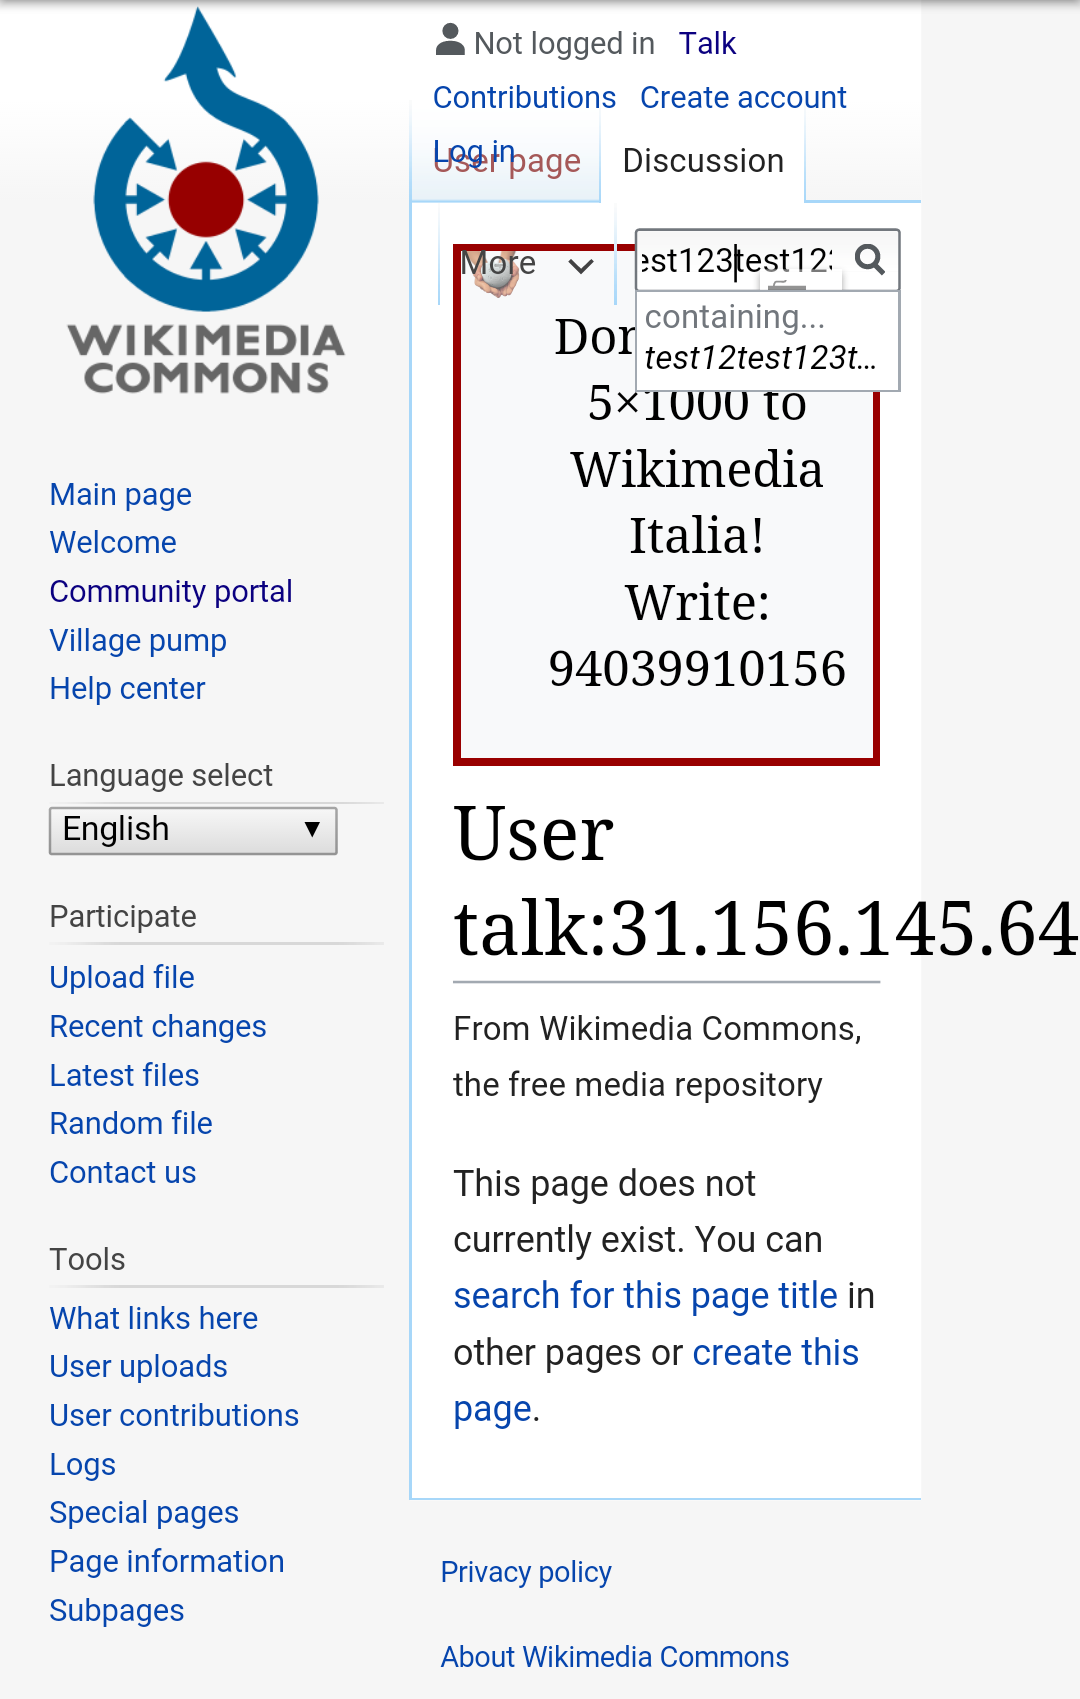 WIKIMEDIA
COMMONS
Not logged in Talk
Contributions Create account
Log in
User page Discussion
More
est123test123
containing...
test12test123t...
5×1000 to
Wikimedia
Italia!
Write:
94039910156
Main page
Welcome
Community portal
Village pump
Help center
Language select
English
Participate
Upload file
Recent changes
Latest files
Random file
Contact us
Tools
What links here
User uploads
User contributions
Logs
Special pages
Page information
Subpages
User
talk:31.156.145.64
From Wikimedia Commons,
the free media repository
This page does not
currently exist. You can
search for this page title in
other pages or create this
page.
Privacy policy
About Wikimedia Commons